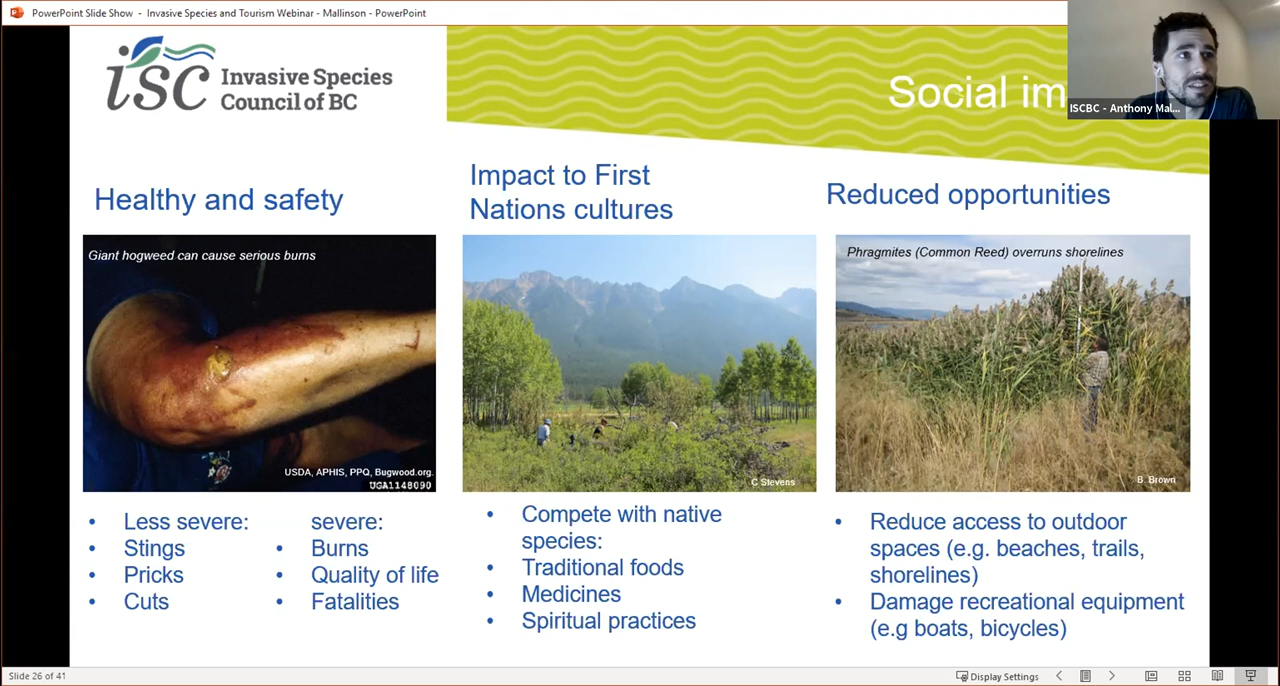 PowerPoint Slide Show - Invasive Species and Tourism Webinar - Mallinson - PowerPoint
isc Invasive Species
Council of BC
Social im
ISCBC - Anthony Mal...
Healthy and safety
Impact to First
Nations cultures
Reduced opportunities
Giant hogweed can cause serious burns
USDA, APHIS, PPQ, Bugwood.org.
UGA1148090
C Stevens
Phragmites (Common Reed) overruns shorelines
B. Brown
• Less severe:
• Stings
• Pricks
• Cuts
severe:
• Burns
• Quality of life
• Fatalities
• Compete with native
species:
• Traditional foods
• Medicines
• Spiritual practices
• Reduce access to outdoor
spaces (e.g. beaches, trails,
shorelines)
• Damage recreational equipment
(e.g boats, bicycles)
Slide 26 of 41
Display Settings